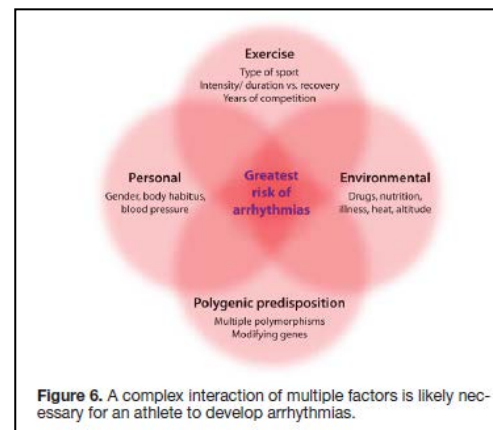 Exercise
Type of sport
Intensity/ duration vs. recovery
Years of competition
Personal
Gender, body habitus,
blood pressure
Greatest
risk of
arrhythmias
Environmental
Drugs, nutrition,
illness, heat, altitude
Polygenic predisposition
Multiple polymorphisms
Modifying genes
Figure 6. A complex interaction of multiple factors is likely nec-
essary for an athlete to develop arrhythmias.